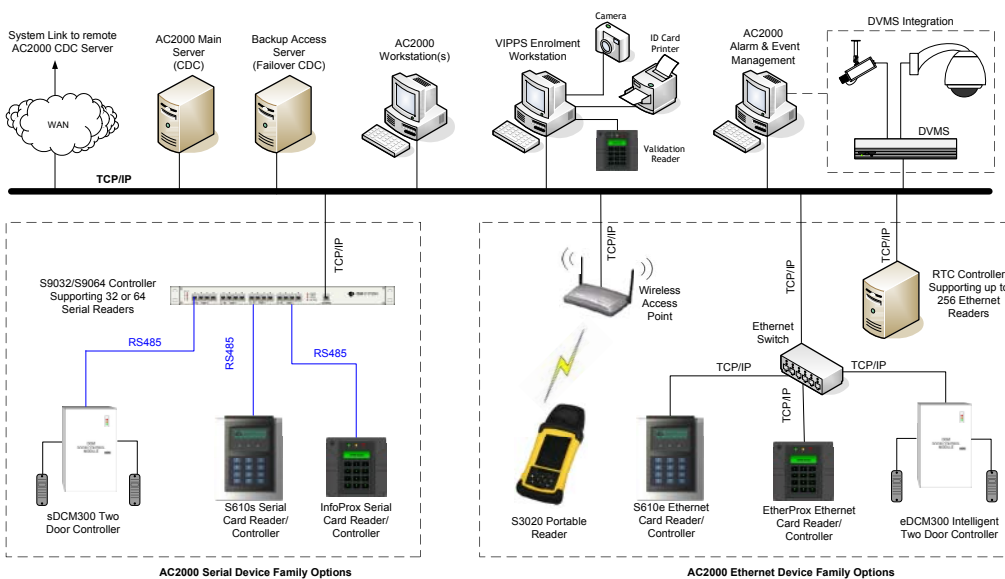 System Link to remote
AC2000 CDC Server
AC2000 Main
Server
(CDC)
Backup Access
Server
(Failover CDC)
AC2000
Workstation(s)
VIPPS Enrolment
Workstation
Camera
ID Card
Printer
AC2000
Alarm & Event
Management
DVMS Integration
WAN
Validation
Reader
DVMS
TCP/IP
S9032/S9064 Controller
Supporting 32 or 64
Serial Readers
TCP/IP
RS485
RS485
RS485
sDCM300 Two
Door Controller
S610s Serial
Card Reader/
Controller
InfoProx Serial
Card Reader/
Controller
AC2000 Serial Device Family Options
TCP/IP
TCP/IP
TCP/IP
Wireless
Access
Point
RTC Controller
Supporting up to
256 Ethernet
Readers
Ethernet
Switch
TCP/IP
TCP/IP
TCP/IP
S3020 Portable
Reader
S610e Ethernet
Card Reader/
Controller
EtherProx Ethernet
Card Reader/
Controller
eDCM300 Intelligent
Two Door Controller
AC2000 Ethernet Device Family Options